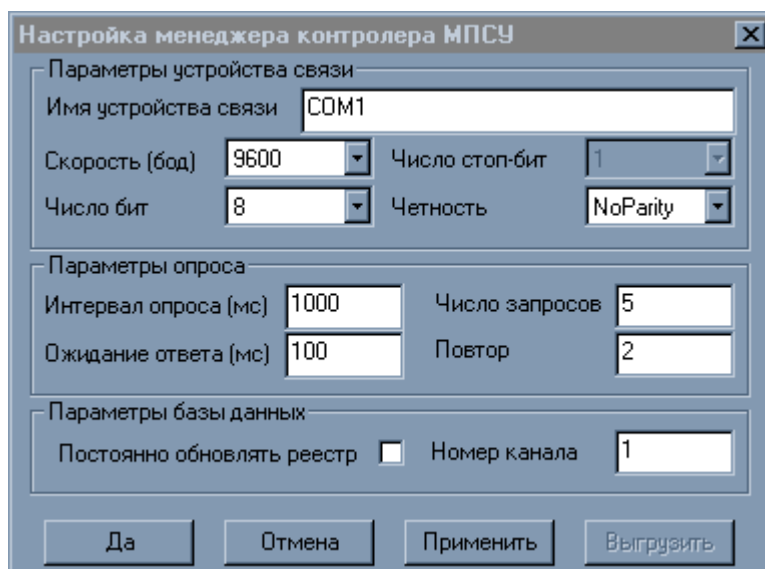 Настройка менеджера контролера МПСУ
Параметры устройства связи
Имя устройства связи COM1
Скорость (бод) 9600 Число стоп-бит 1
Число бит 8 Четность NoParity
Параметры опроса
Интервал опроса (мс) 1000 Число запросов 5
Ожидание ответа (мс) 100 Повтор 2
Параметры базы данных
Постоянно обновлять реестр Номер канала 1
Да Отмена Применить Выгрузить